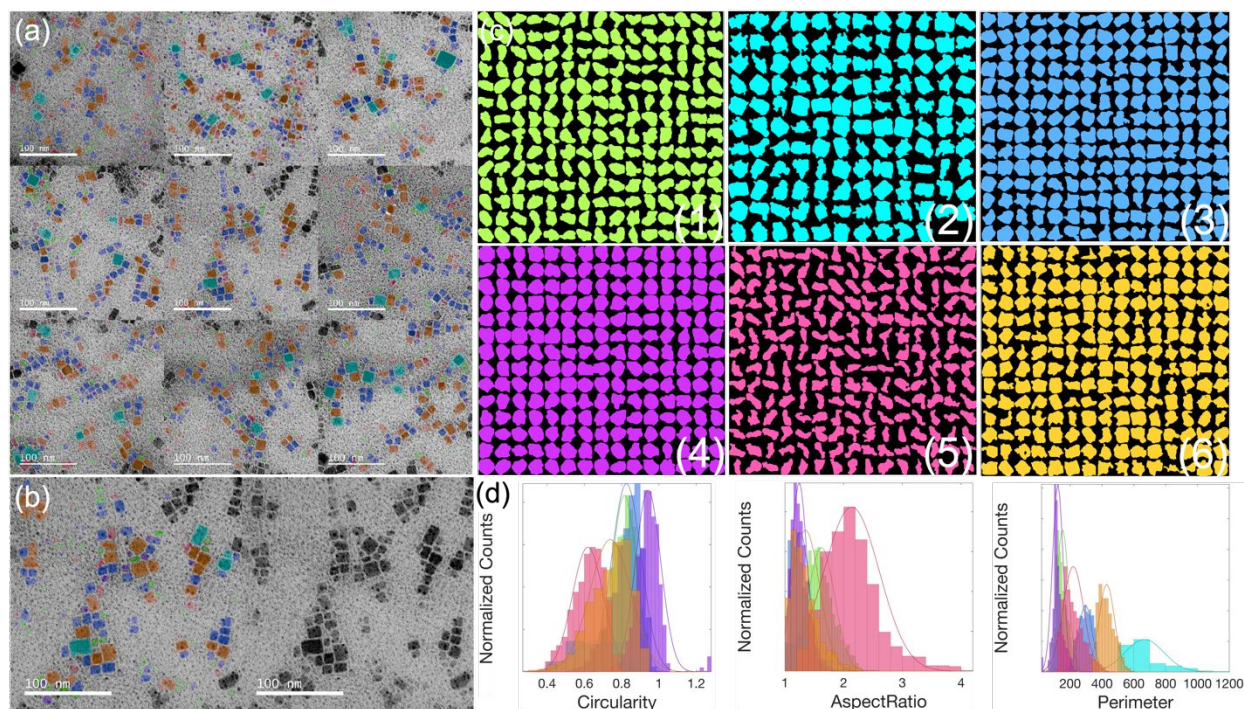 (a)
100 nm
100 nm
100 nm
100 nm
100 nm
100 nm
100 nm
100 nm
100 nm
(b)
100 nm
100 nm
(c)
(1)
(2)
(3)
(4)
(5)
(6)
(d)
Normalized Counts
0.4 0.6 0.8 1 1.2
Circularity
Normalized Counts
1 2 3 4
AspectRatio
Normalized Counts
200 400 600 800 1000 1200
Perimeter